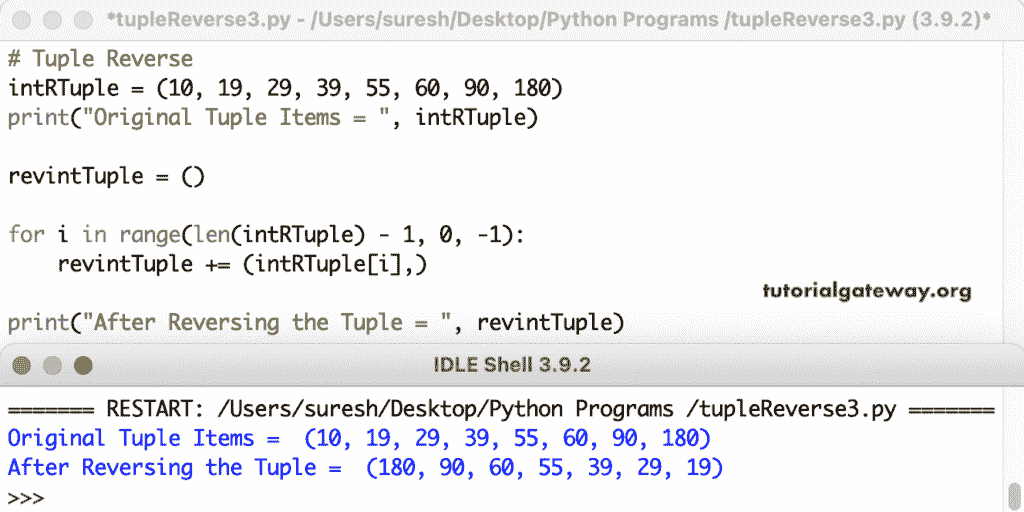 *tupleReverse3.py - /Users/suresh/Desktop/Python Programs /tupleReverse3.py (3.9.2)*
# Tuple Reverse
intRTuple = (10, 19, 29, 39, 55, 60, 90, 180)
print("Original Tuple Items = ", intRTuple)
revintTuple = ()
for i in range(len(intRTuple) - 1, 0, -1):
    revintTuple += (intRTuple[i],)
tutorialgateway.org
print("After Reversing the Tuple = ", revintTuple)
IDLE Shell 3.9.2
======= RESTART: /Users/suresh/Desktop/Python Programs /tupleReverse3.py =======
Original Tuple Items =  (10, 19, 29, 39, 55, 60, 90, 180)
After Reversing the Tuple =  (180, 90, 60, 55, 39, 29, 19)
>>>